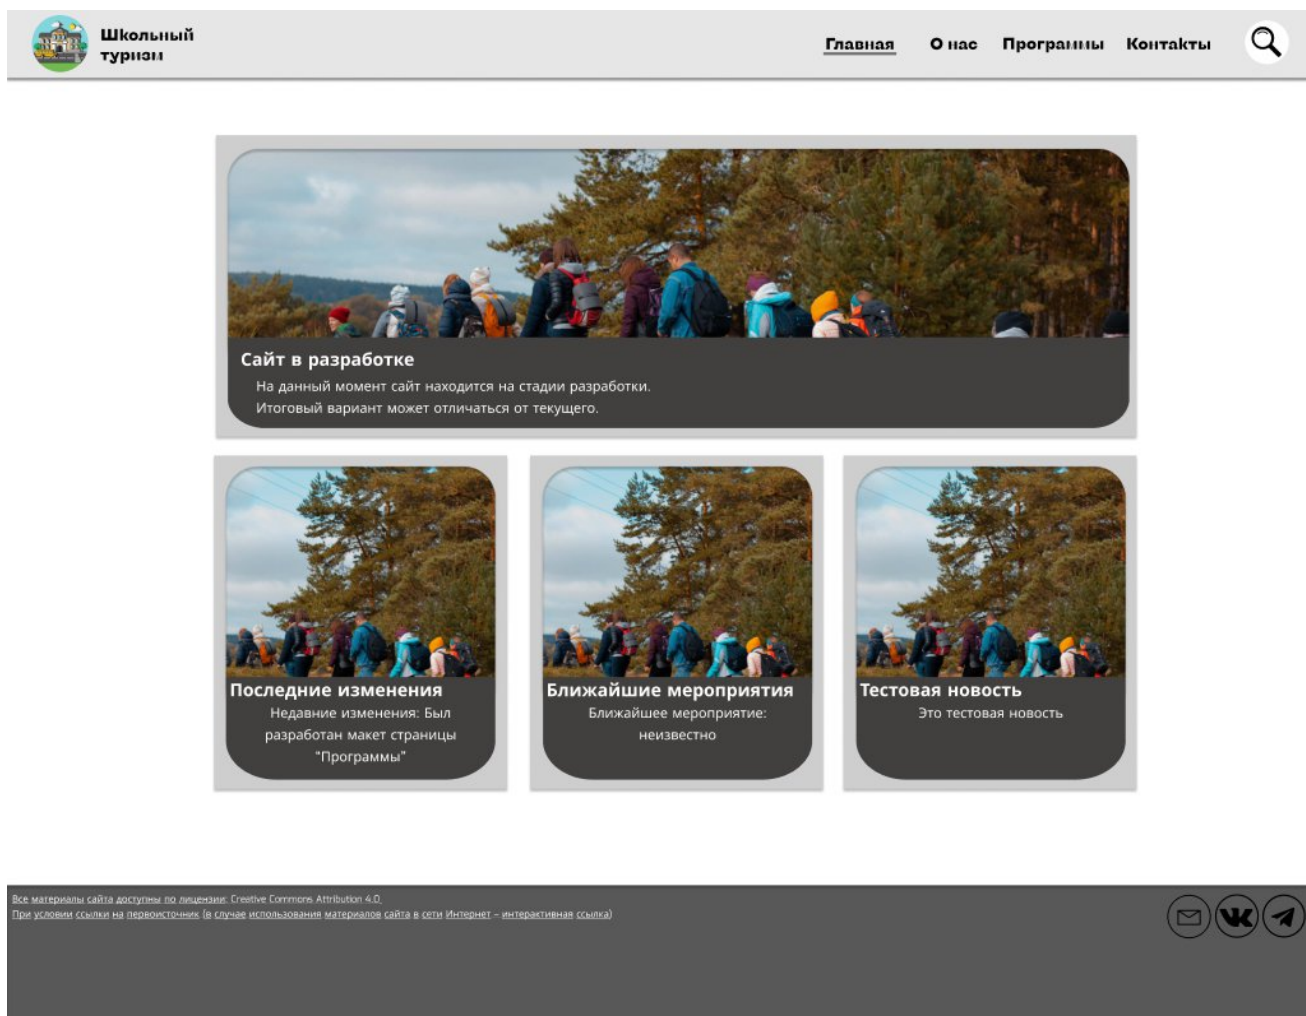 Школьный
туризм
Главная О нас Программы Контакты
Сайт в разработке
На данный момент сайт находится на стадии разработки.
Итоговый вариант может отличаться от текущего.
Последние изменения
Недавние изменения: Был
разработан макет страницы
"Программы"
Ближайшие мероприятия
Ближайшее мероприятие:
неизвестно
Тестовая новость
Это тестовая новость
Все материалы сайта доступны по лицензии: Creative Commons Attribution 4.0.
При условии ссылки на первоисточник (в случае использования материалов сайта в сети Интернет – интерактивная ссылка)